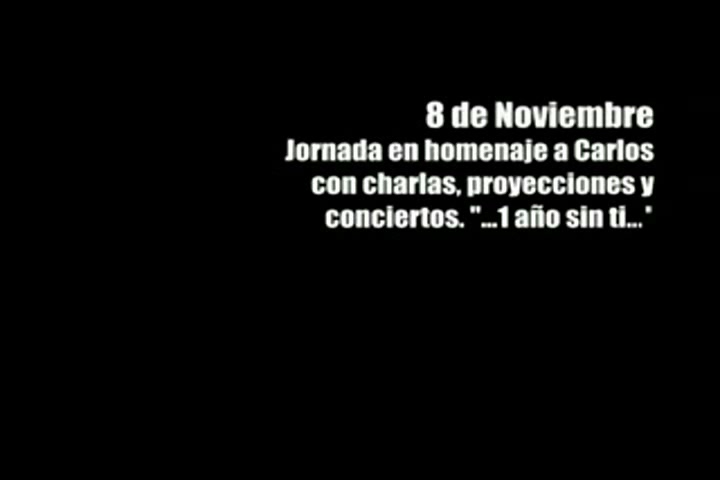 8 de Noviembre
Jornada en homenaje a Carlos
con charlas, proyecciones y
conciertos. "...1 año sin ti..."